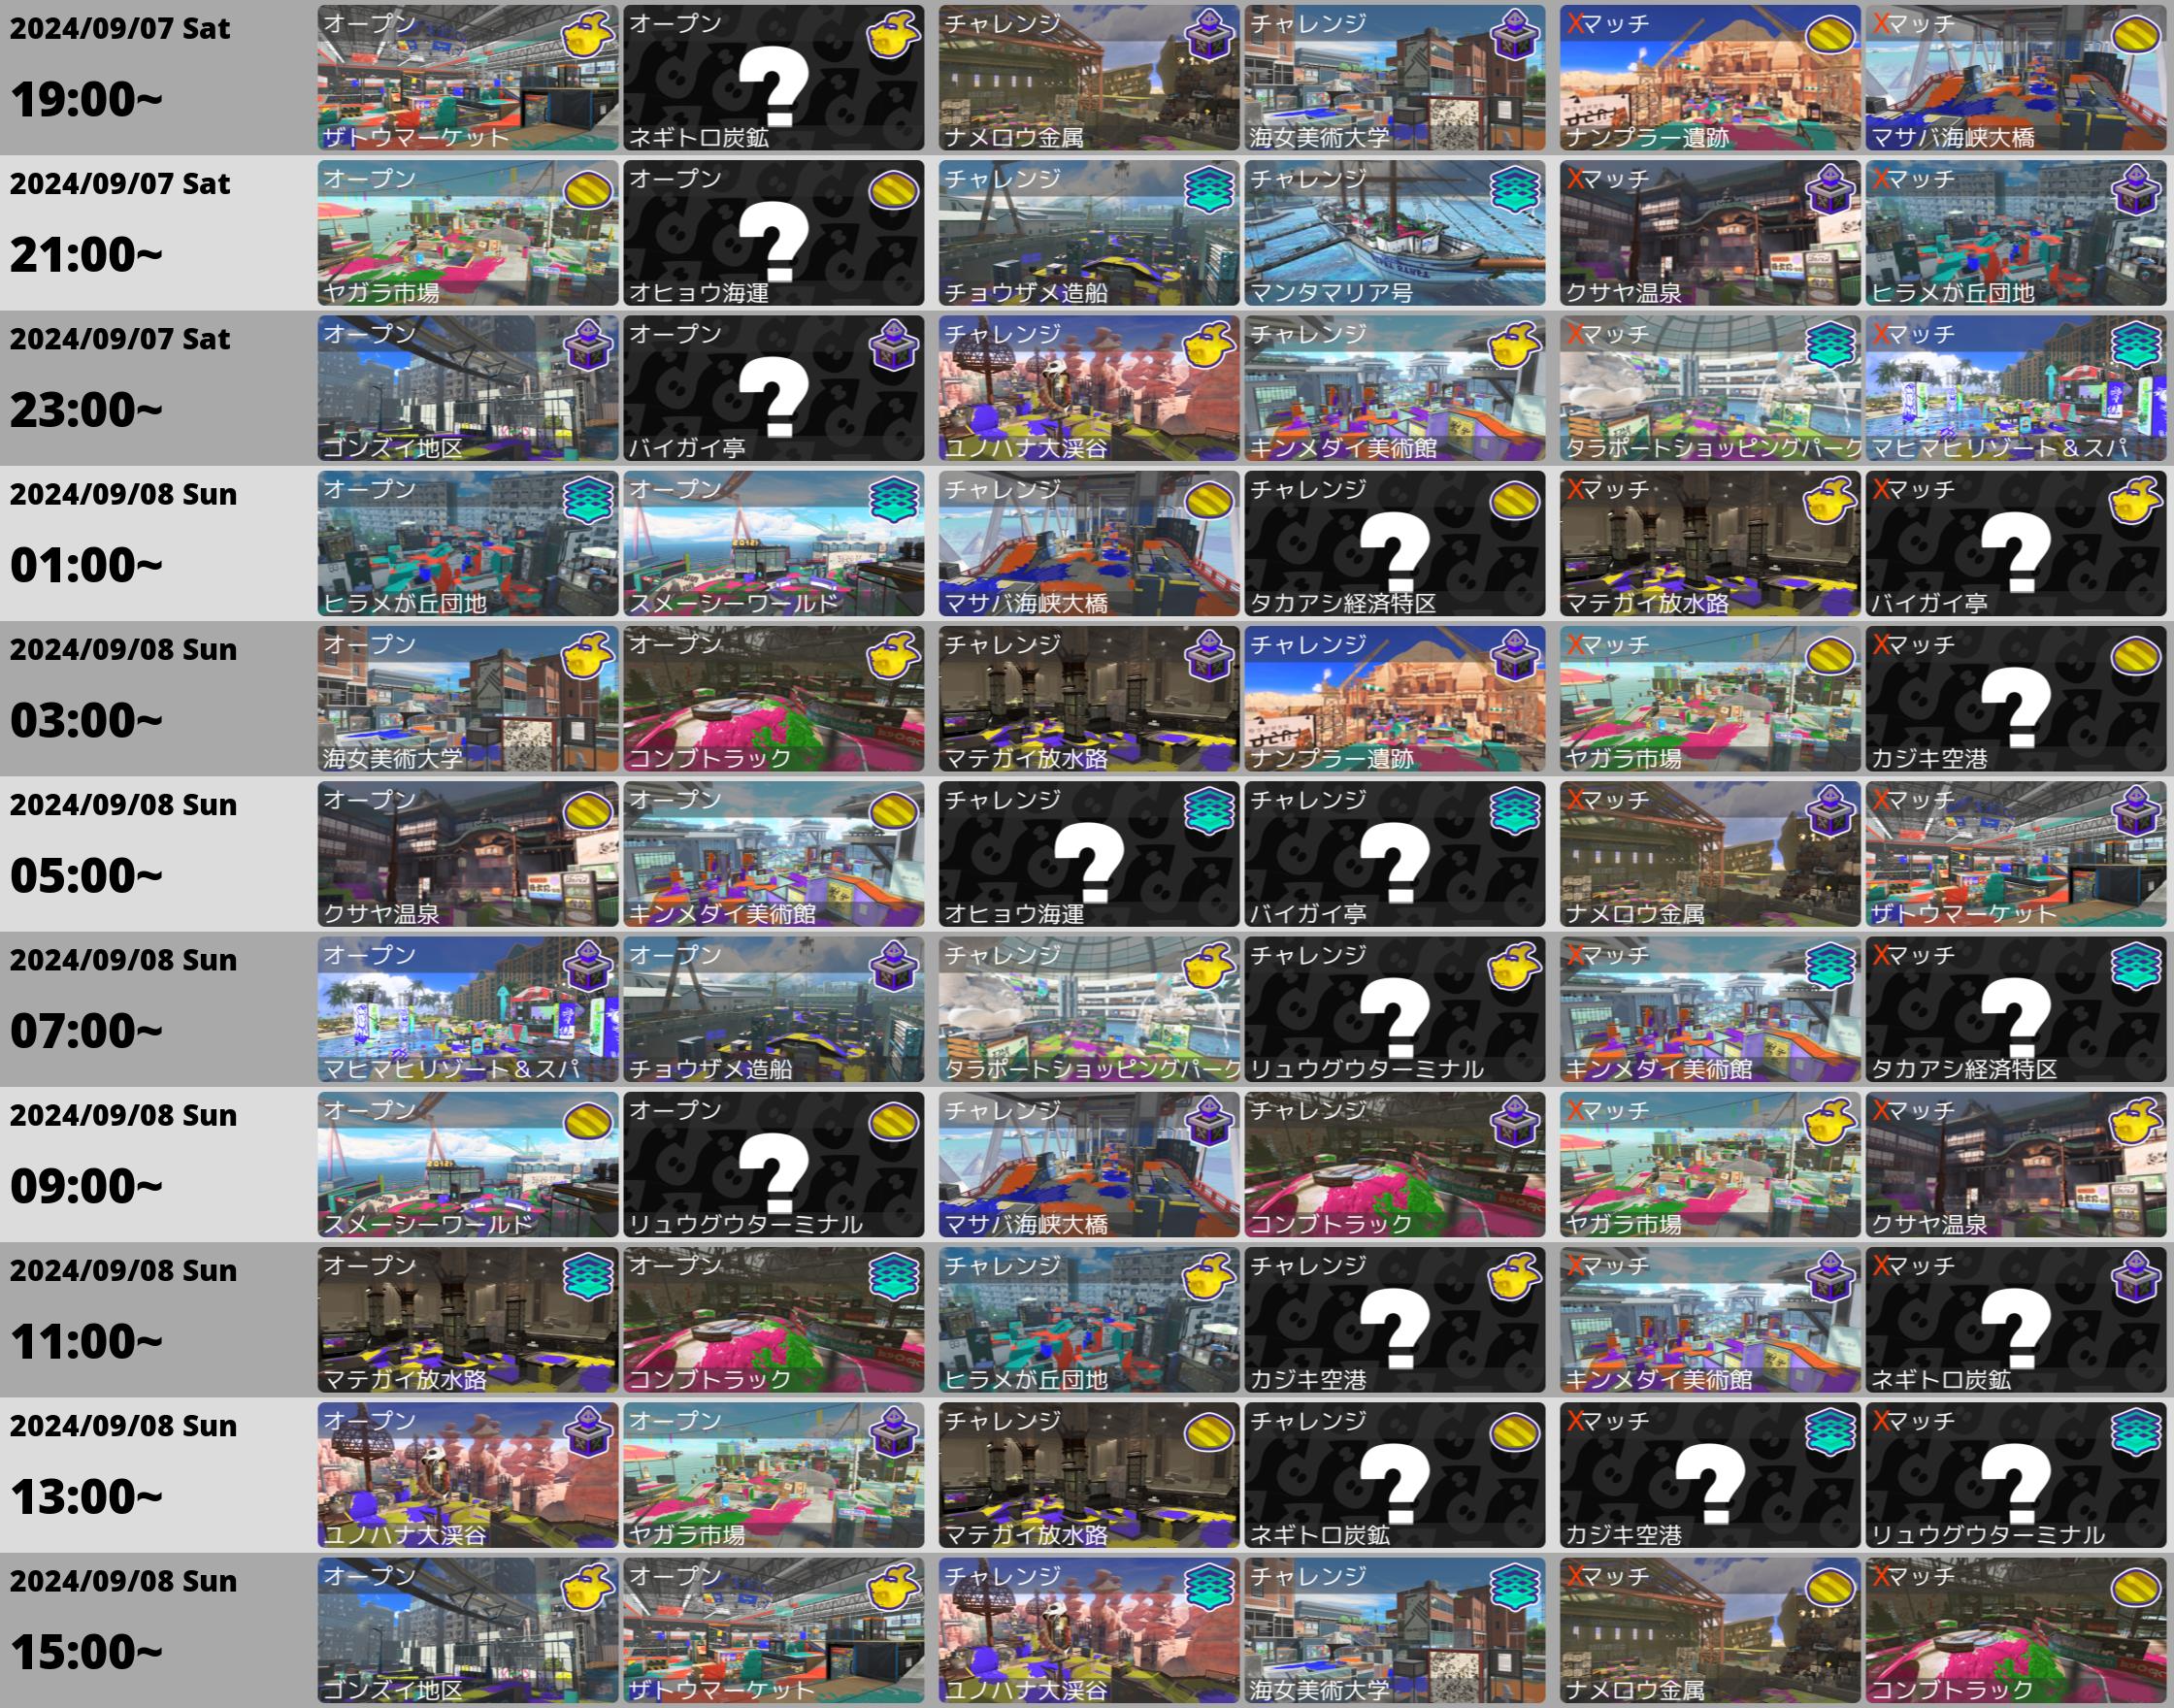 2024/09/07 Sat
19:00~
オープン
ザトウマーケット
オープン
ネギトロ炭鉱
チャレンジ
ナメロウ金属
チャレンジ
海女美術大学
Xマッチ
ナンプラー遺跡
Xマッチ
マサバ海峡大橋
2024/09/07 Sat
21:00~
オープン
ヤガラ市場
オープン
オヒョウ海運
チャレンジ
チョウザメ造船
チャレンジ
マンタマリア号
Xマッチ
クサヤ温泉
Xマッチ
ヒラメが丘団地
2024/09/07 Sat
23:00~
オープン
ゴンズイ地区
オープン
バイガイ亭
チャレンジ
ユノハナ大渓谷
チャレンジ
キンメダイ美術館
Xマッチ
タラポートショッピングパーク
Xマッチ
マヒマヒリゾート＆スパ
2024/09/08 Sun
01:00~
オープン
ヒラメが丘団地
オープン
スメーシーワールド
チャレンジ
マサバ海峡大橋
チャレンジ
タカアシ経済特区
Xマッチ
マテガイ放水路
Xマッチ
バイガイ亭
2024/09/08 Sun
03:00~
オープン
海女美術大学
オープン
コンブトラック
チャレンジ
マテガイ放水路
チャレンジ
ナンプラー遺跡
Xマッチ
ヤガラ市場
Xマッチ
カジキ空港
2024/09/08 Sun
05:00~
オープン
クサヤ温泉
オープン
キンメダイ美術館
チャレンジ
オヒョウ海運
チャレンジ
バイガイ亭
Xマッチ
ナメロウ金属
Xマッチ
ザトウマーケット
2024/09/08 Sun
07:00~
オープン
マヒマヒリゾート＆スパ
オープン
チョウザメ造船
チャレンジ
タラポートショッピングパーク
チャレンジ
リュウグウターミナル
Xマッチ
キンメダイ美術館
Xマッチ
タカアシ経済特区
2024/09/08 Sun
09:00~
オープン
スメーシーワールド
オープン
リュウグウターミナル
チャレンジ
マサバ海峡大橋
チャレンジ
コンブトラック
Xマッチ
ヤガラ市場
Xマッチ
クサヤ温泉
2024/09/08 Sun
11:00~
オープン
マテガイ放水路
オープン
コンブトラック
チャレンジ
ヒラメが丘団地
チャレンジ
カジキ空港
Xマッチ
キンメダイ美術館
Xマッチ
ネギトロ炭鉱
2024/09/08 Sun
13:00~
オープン
ユノハナ大渓谷
オープン
ヤガラ市場
チャレンジ
マテガイ放水路
チャレンジ
ネギトロ炭鉱
Xマッチ
カジキ空港
Xマッチ
リュウグウターミナル
2024/09/08 Sun
15:00~
オープン
ゴンズイ地区
オープン
ザトウマーケット
チャレンジ
ユノハナ大渓谷
チャレンジ
海女美術大学
Xマッチ
ナメロウ金属
Xマッチ
コンブトラック